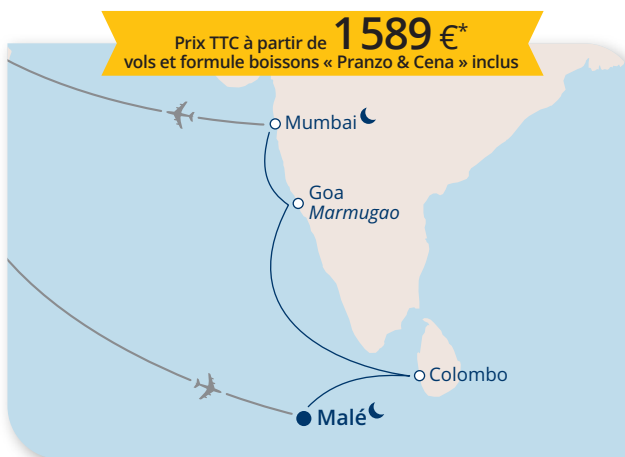 Prix TTC à partir de 1 589 €*
vols et formule boissons « Pranzo & Cena » inclus
Mumbai
Goa
Marmugao
Colombo
Malé